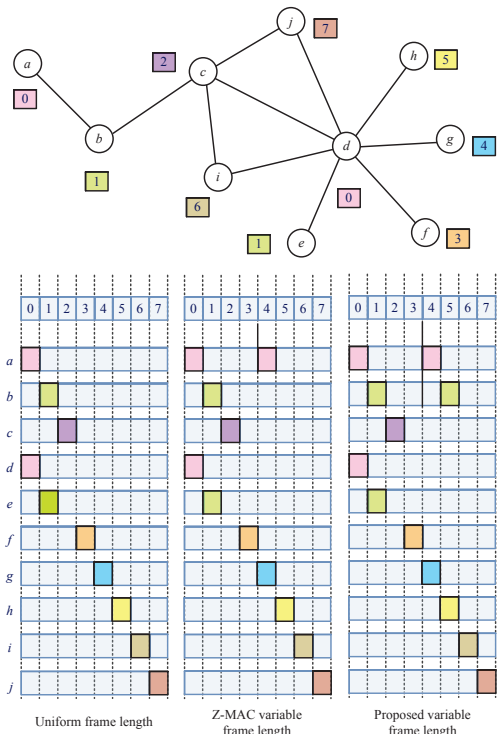 j
7
a
2
c
h
5
0
b
d
g
4
1
i
6
0
1
e
f
3
0 1 2 3 4 5 6 7
0 1 2 3 4 5 6 7
0 1 2 3 4 5 6 7
a
b
c
d
e
f
g
h
i
j
Uniform frame length
Z-MAC variable
frame length
Proposed variable
frame length